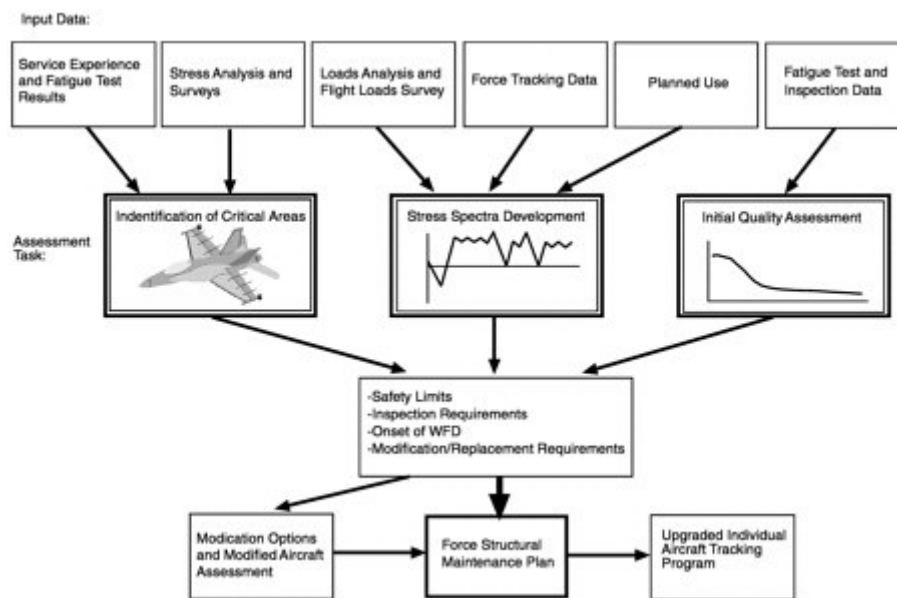 Input Data:
Service Experience
and Fatigue Test
Results
Stress Analysis and
Surveys
Loads Analysis and
Flight Loads Survey
Force Tracking Data
Planned Use
Fatigue Test and
Inspection Data
Assessment
Task:
Indentification of Critical Areas
Stress Spectra Development
Initial Quality Assessment
-Safety Limits
-Inspection Requirements
-Onset of WFD
-Modification/Replacement Requirements
Modication Options
and Modified Aircraft
Assessment
Force Structural
Maintenance Plan
Upgraded Individual
Aircraft Tracking
Program